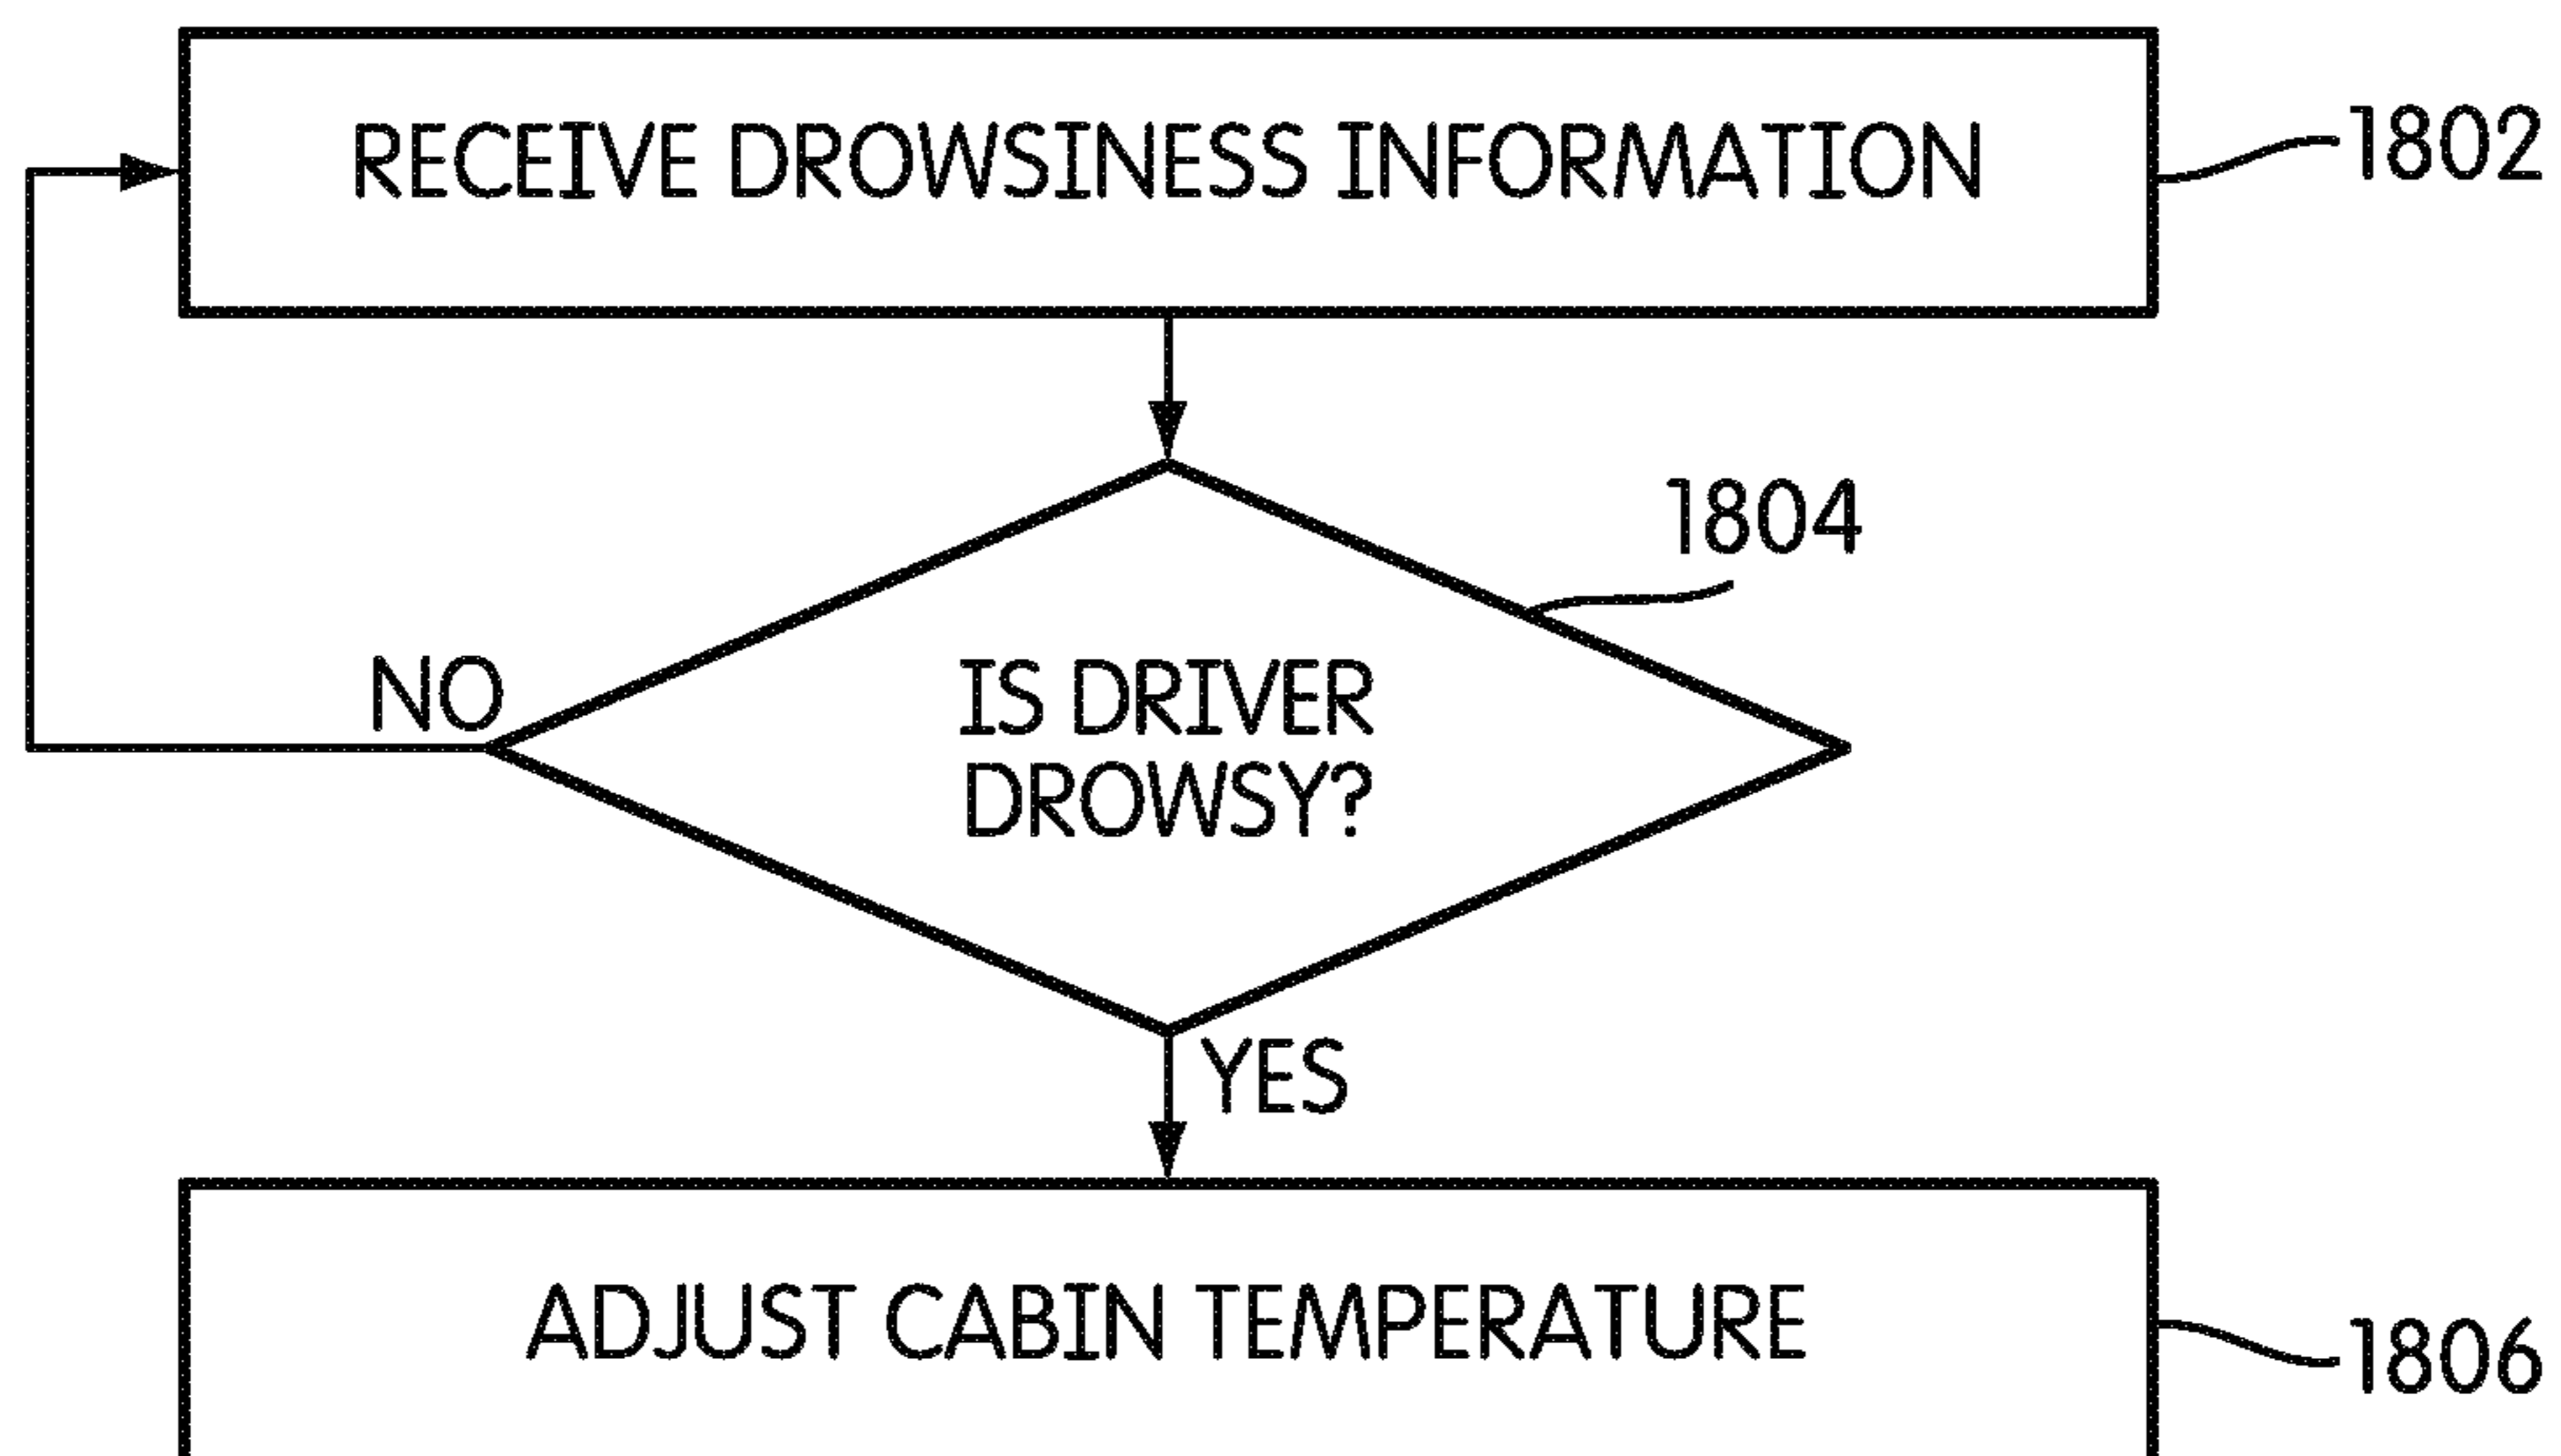 RECEIVE DROWSINESS INFORMATION
1802
1804
IS DRIVER
DROWSY?
NO
YES
ADJUST CABIN TEMPERATURE
1806